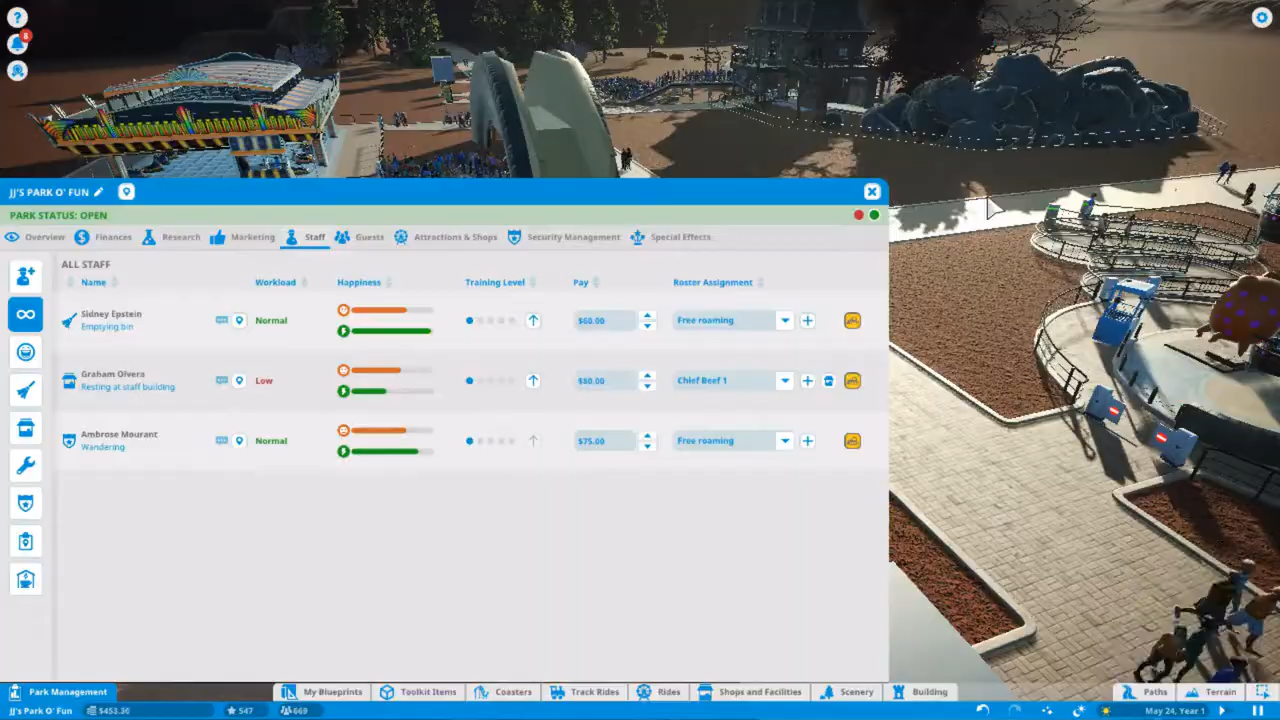 ?
8
JJ'S PARK O' FUN
PARK STATUS: OPEN
Overview Finances Research Marketing Staff Guests Attractions & Shops Security Management Special Effects
ALL STAFF
Name Workload Happiness Training Level Pay Roster Assignment
Sidney Epstein
Emptying bin
Normal $60.00 Free roaming
Graham Olvera
Resting at staff building
Low $60.00 Chief Beef 1
Ambrose Mourant
Wandering
Normal $75.00 Free roaming
Park Management My Blueprints Toolkit Items Coasters Track Rides Rides Shops and Facilities Scenery Building Paths Terrain
JJ's Park O' Fun $453.36 547 669 May 24, Year 1